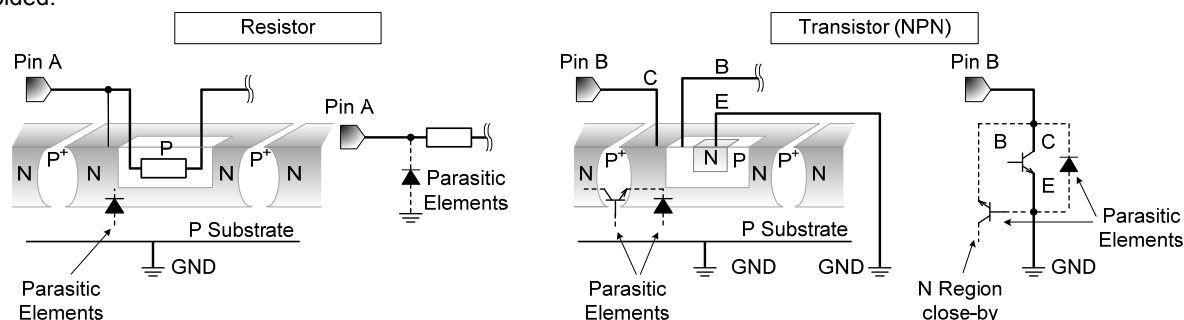 Resistor
Pin A
P
N
P+
N
N
P+
N
Parasitic
Elements
P Substrate
GND
Pin A
Parasitic
Elements
Transistor (NPN)
Pin B
C
B
E
N
P+
N
N
P
N
P+
N
P Substrate
Parasitic
Elements
GND
GND
Pin B
B
C
E
Parasitic
Elements
N Region
close-by
GND